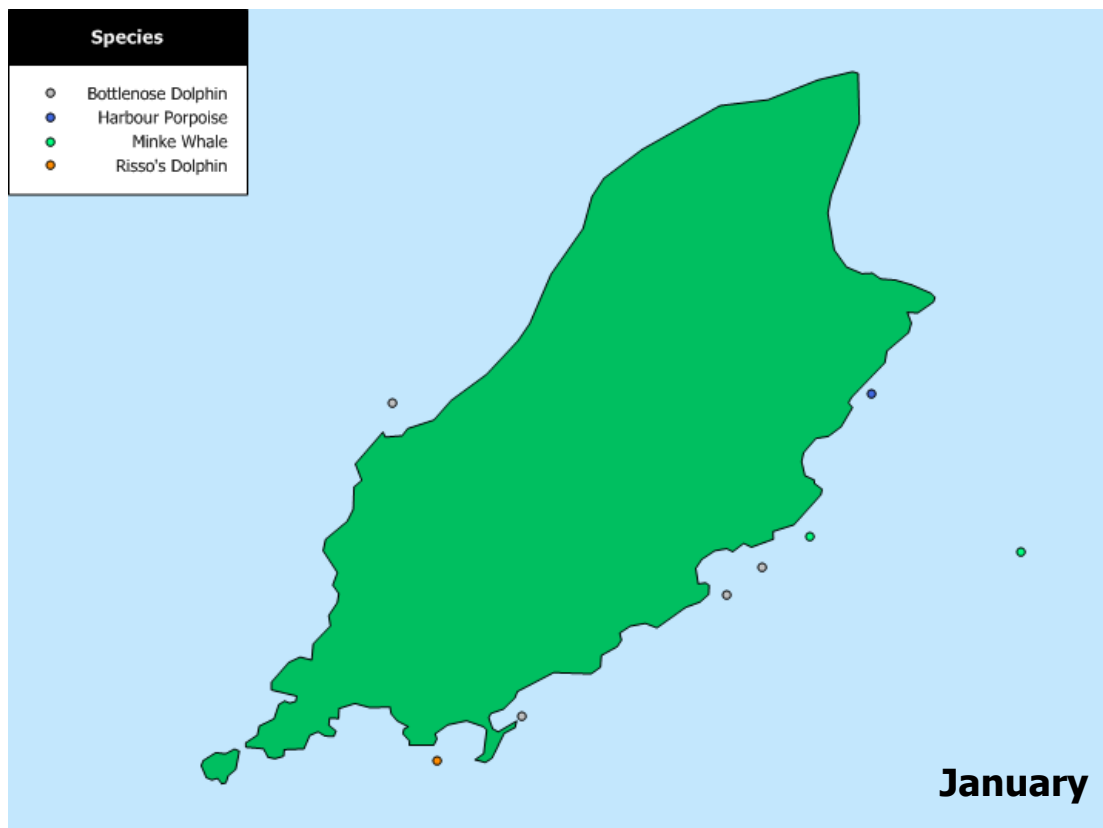 Species
Bottlenose Dolphin
Harbour Porpoise
Minke Whale
Risso's Dolphin
January